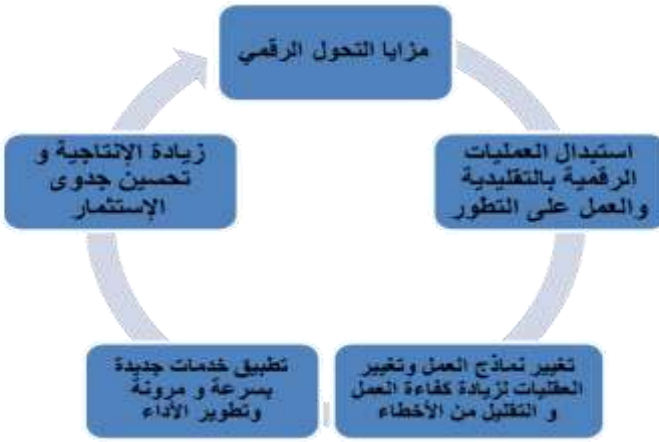 مزايا التحول الرقمي
استبدال العمليات
الرقمية بالتقليدية
والعمل على التطور
تغيير نماذج العمل وتغيير
العقليات لزيادة كفاءة العمل
و التقليل من الأخطاء
تطبيق خدمات جديدة
بسرعة و مرونة
وتطوير الأداء
زيادة الإنتاجية و
تحسين جدوى
الإستثمار